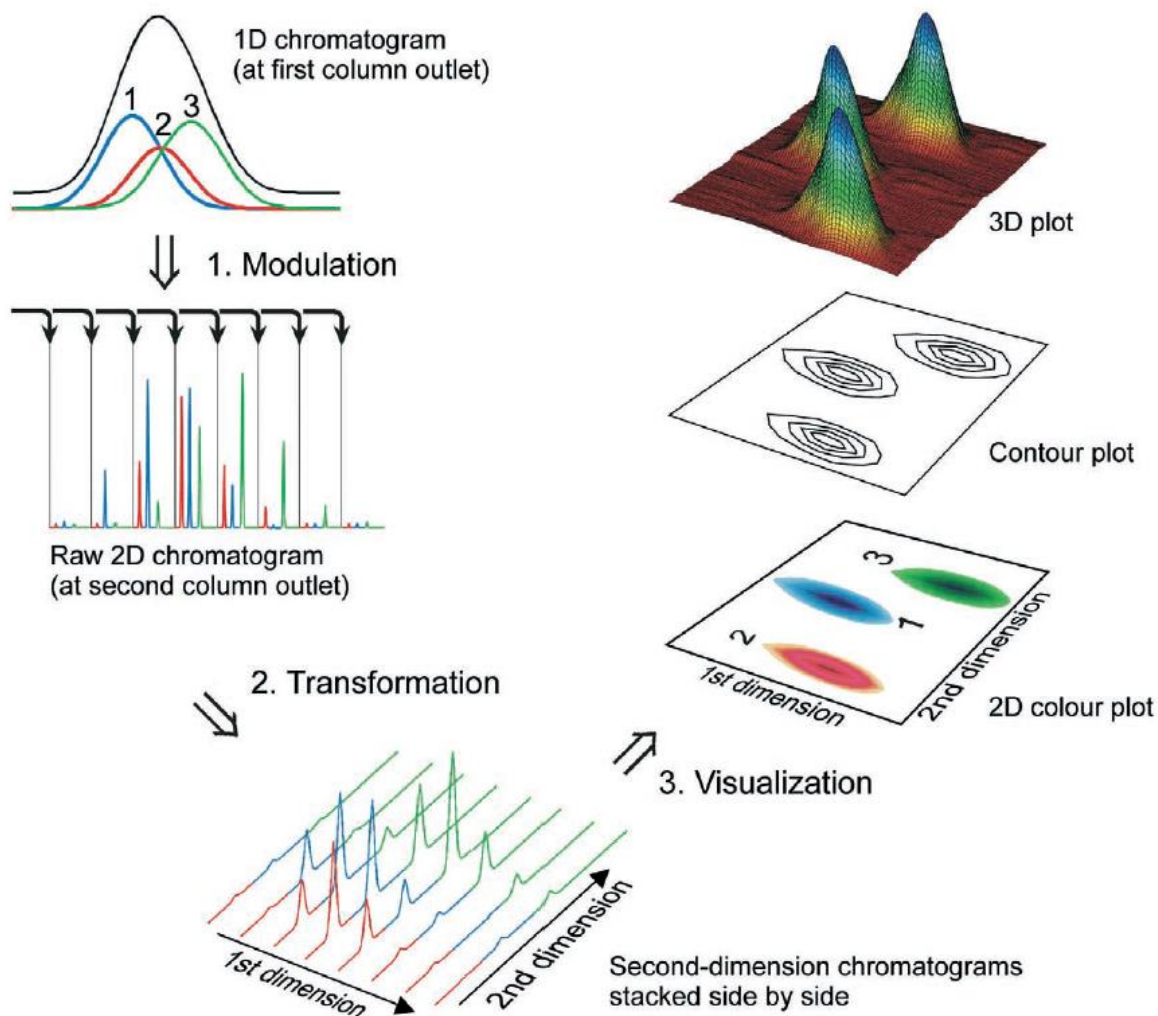 1D chromatogram
(at first column outlet)
1
2
3
1. Modulation
Raw 2D chromatogram
(at second column outlet)
2. Transformation
1st dimension
2nd dimension
Second-dimension chromatograms
stacked side by side
3. Visualization
3D plot
Contour plot
3
1
2
1st dimension
2nd dimension
2D colour plot